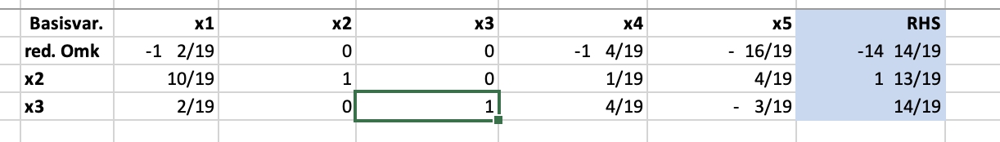 Basisvar. x1 x2 x3 x4 x5 RHS
red. Omk -1 2/19 0 0 -1 4/19 - 16/19 -14 14/19
x2 10/19 1 0 1/19 4/19 1 13/19
x3 2/19 0 1 4/19 - 3/19 14/19